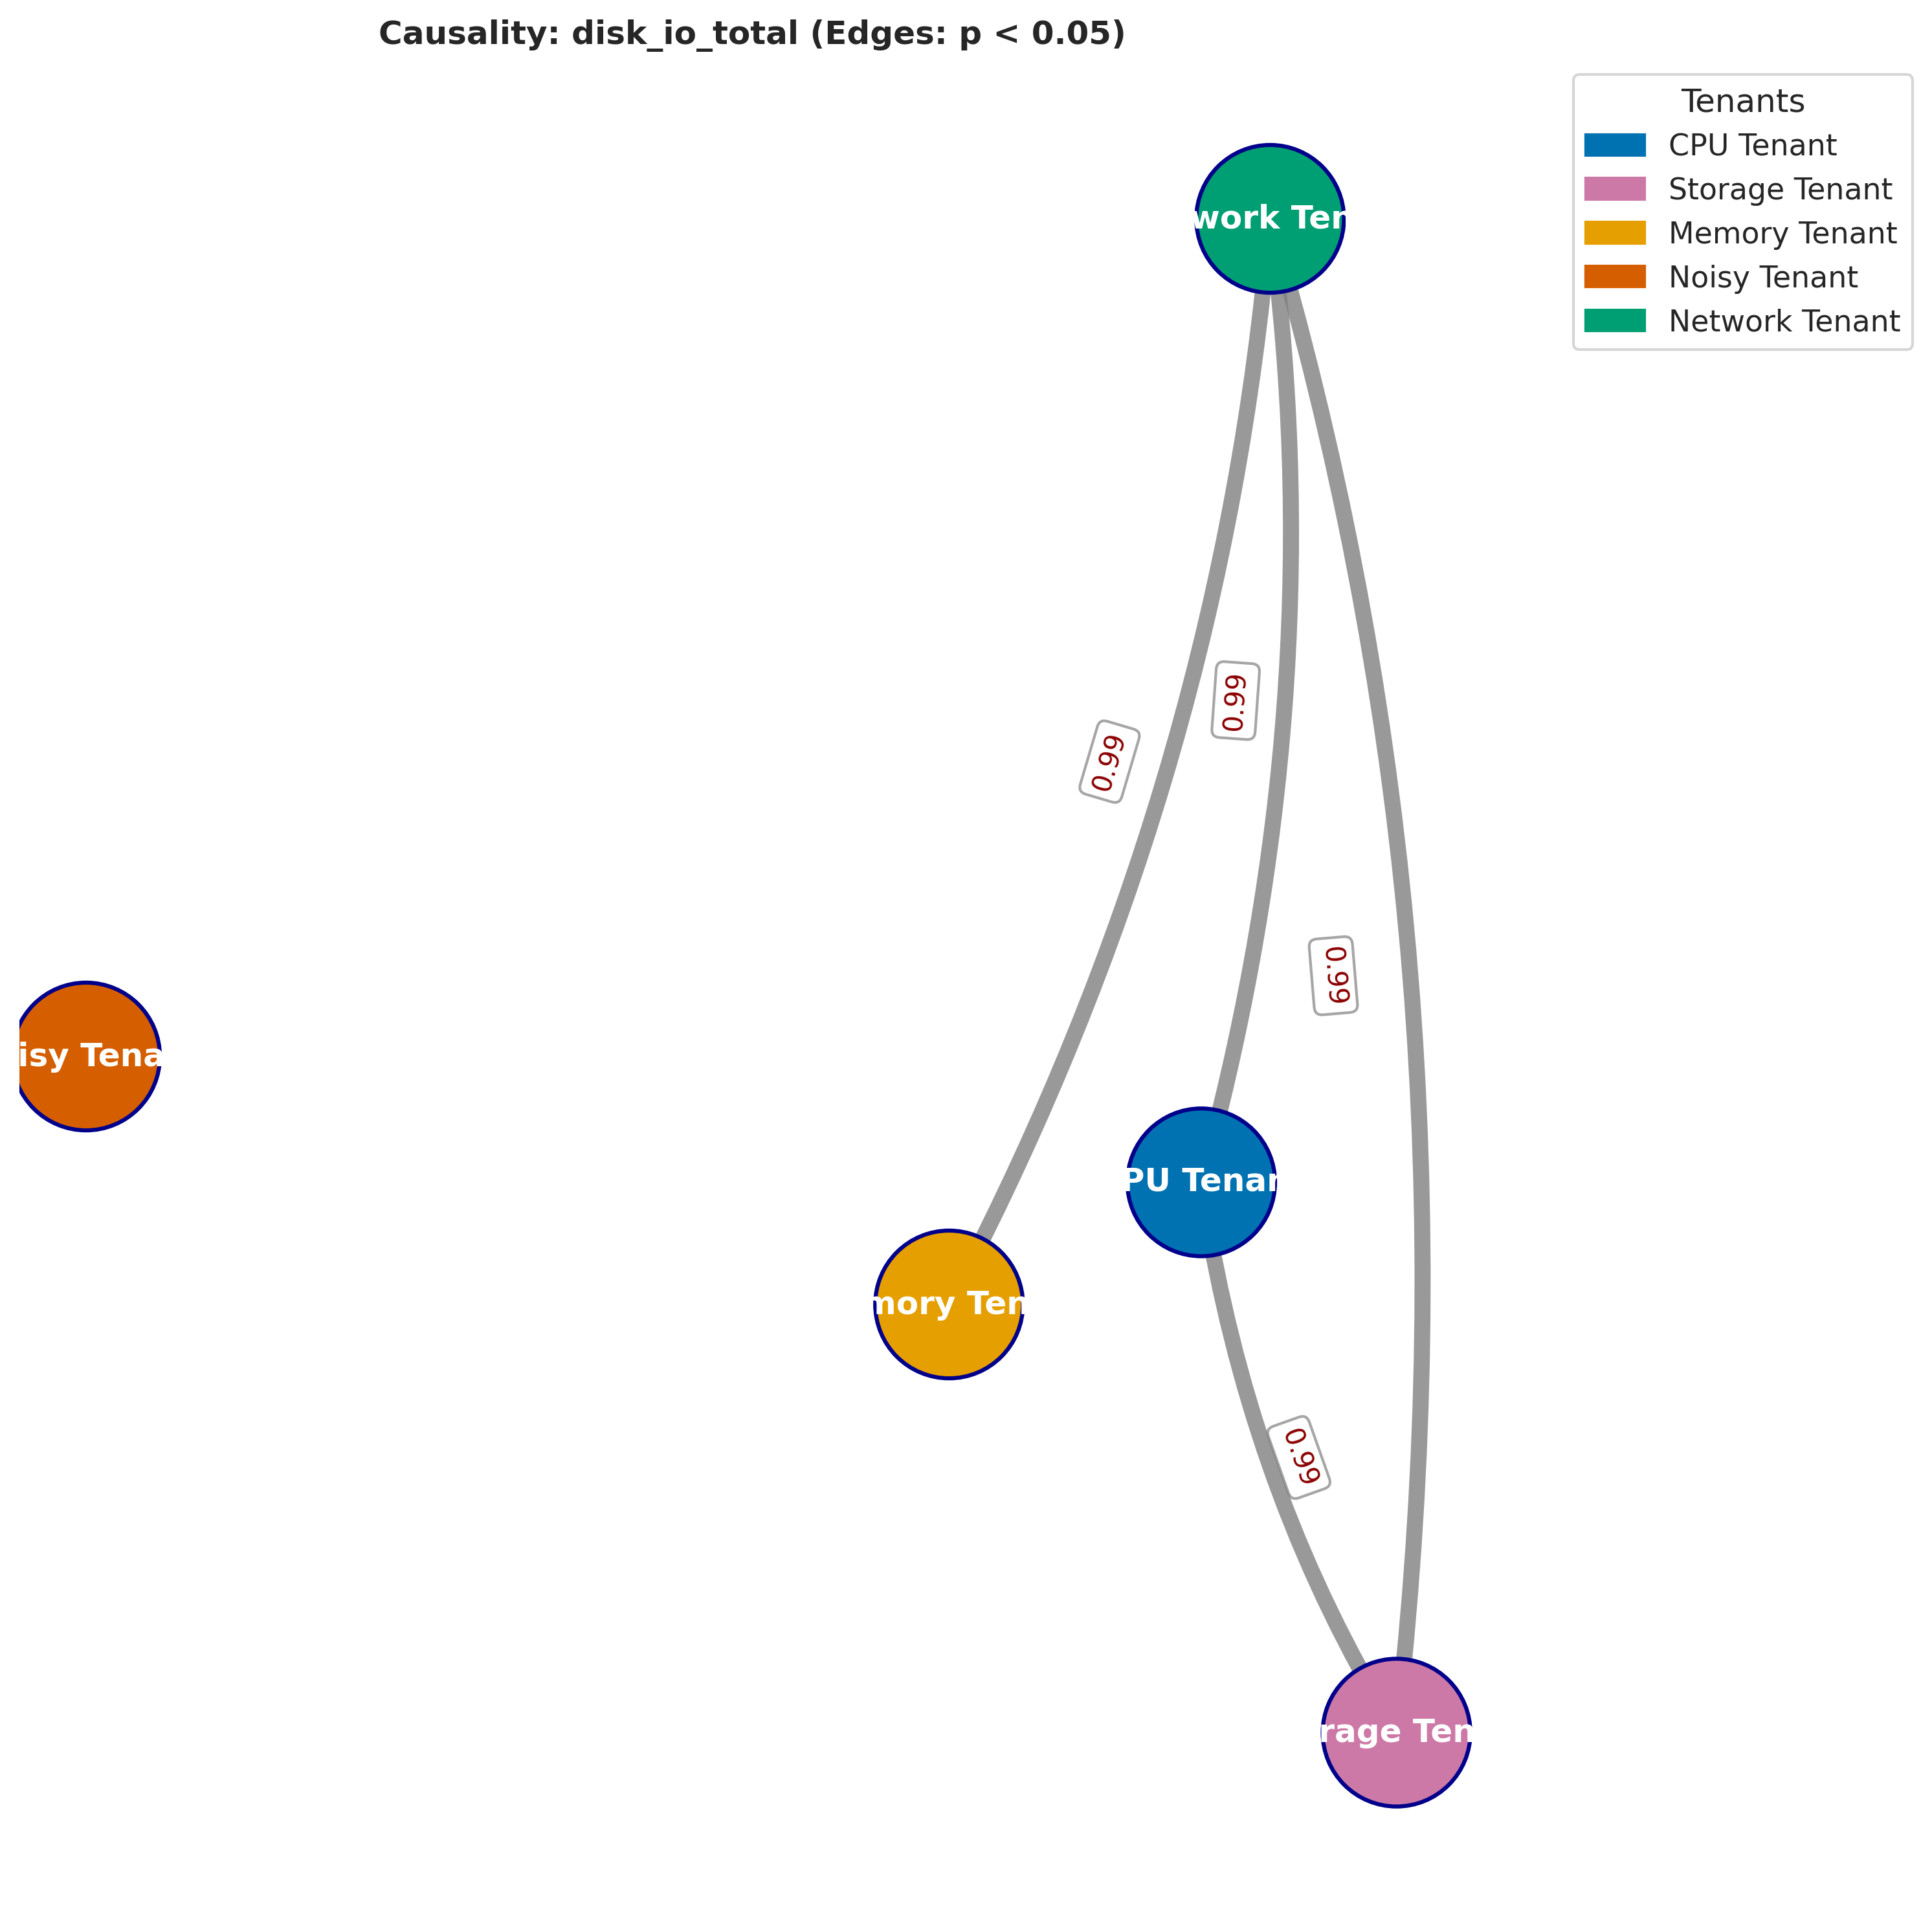 Causality: disk_io_total (Edges: p < 0.05)
Tenants
CPU Tenant
Storage Tenant
Memory Tenant
Noisy Tenant
Network Tenant
work Ten
0.99
0.99
0.99
isy Tena
PU Tenan
mory Ten
0.99
rage Ten